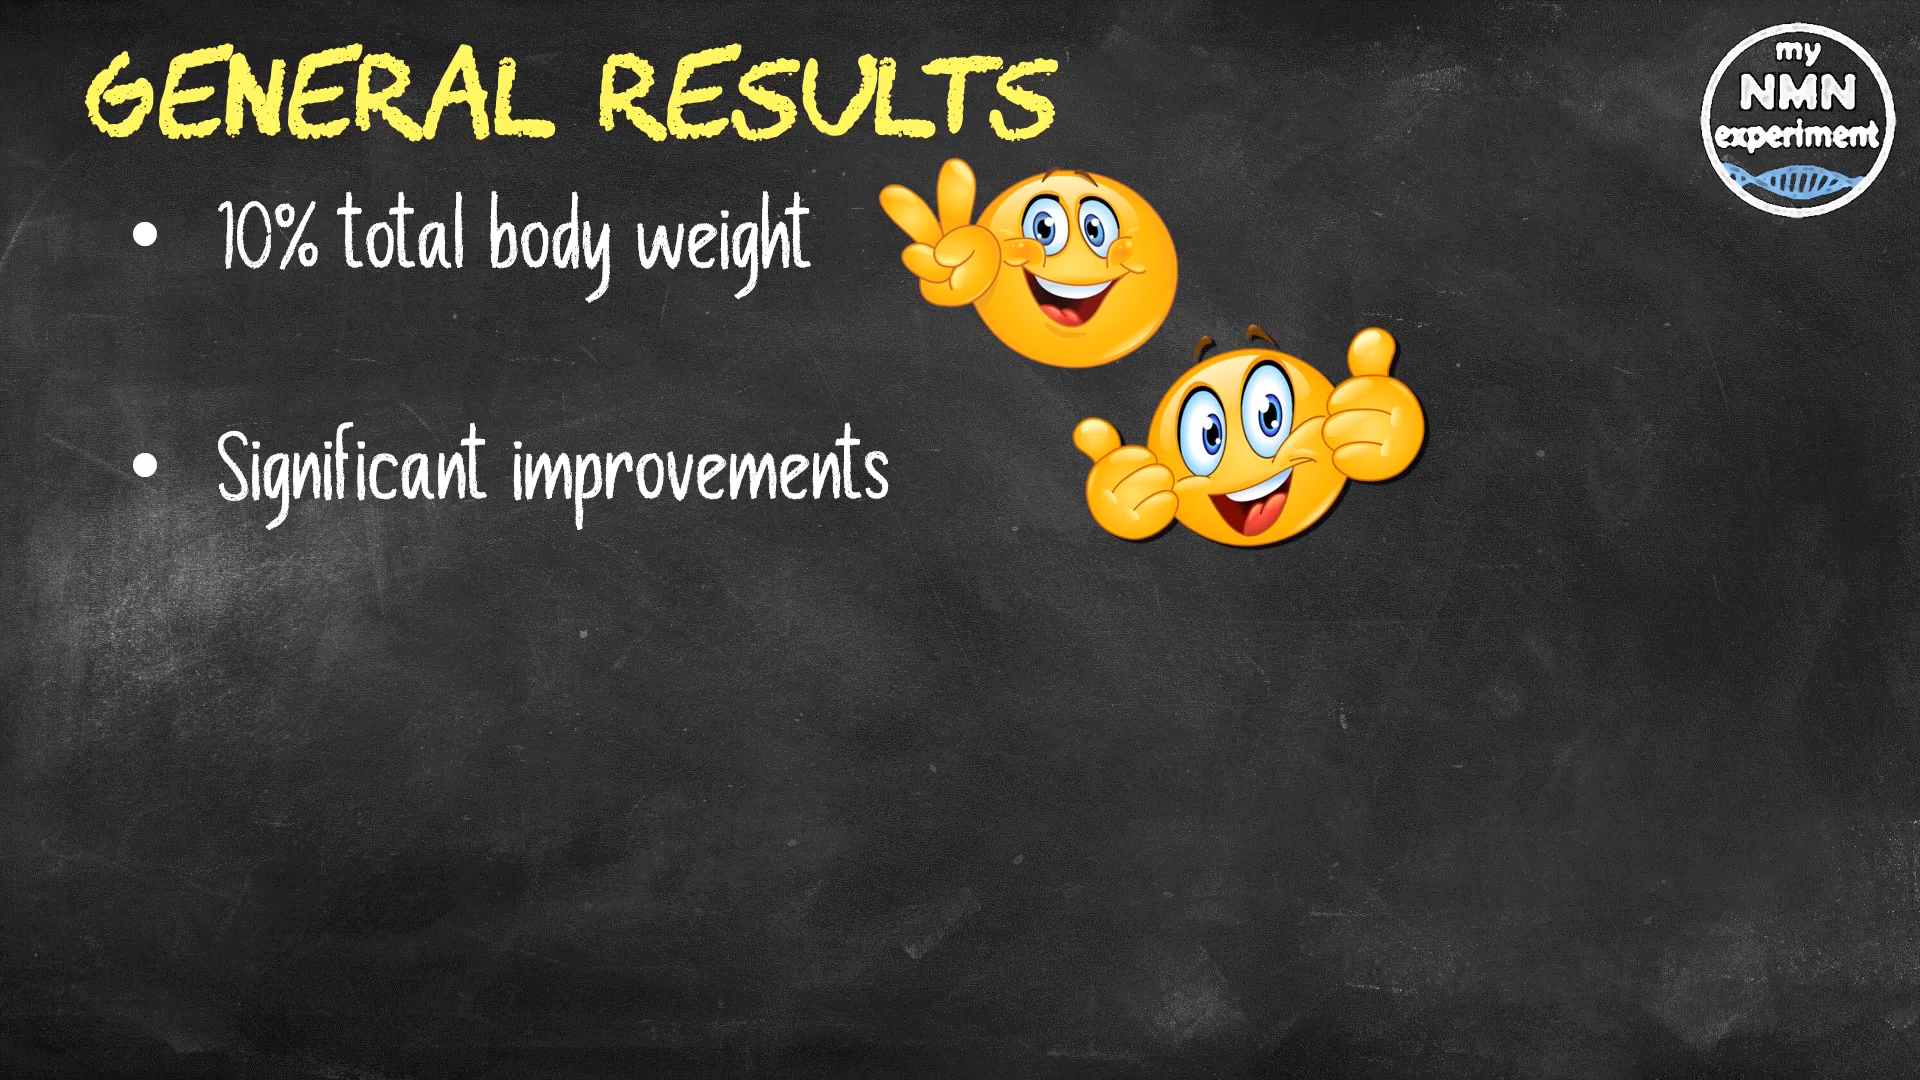 GENERAL RESULTS
my
NMN
experiment
• 10% total body weight
• Significant improvements